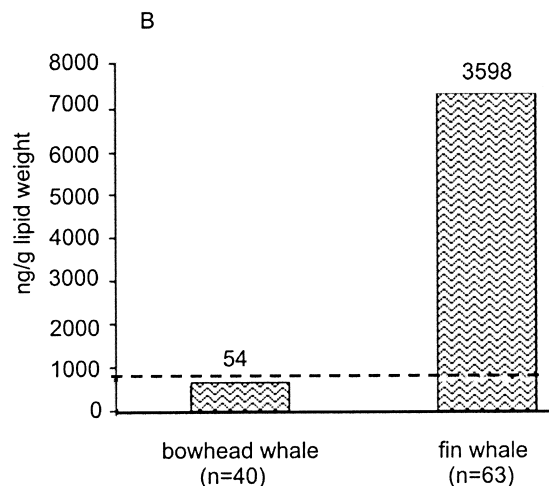 B
ng/g lipid weight
8000
7000
6000
5000
4000
3000
2000
1000
0
54
3598
bowhead whale
(n=40)
fin whale
(n=63)